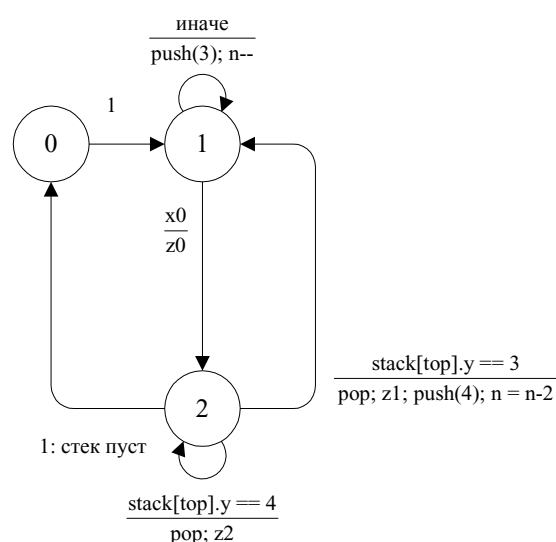 иначе
push(3); n--
1
0
1
x0
z0
stack[top].y == 3
pop; z1; push(4); n = n-2
2
1: стек пуст
stack[top].y == 4
pop; z2